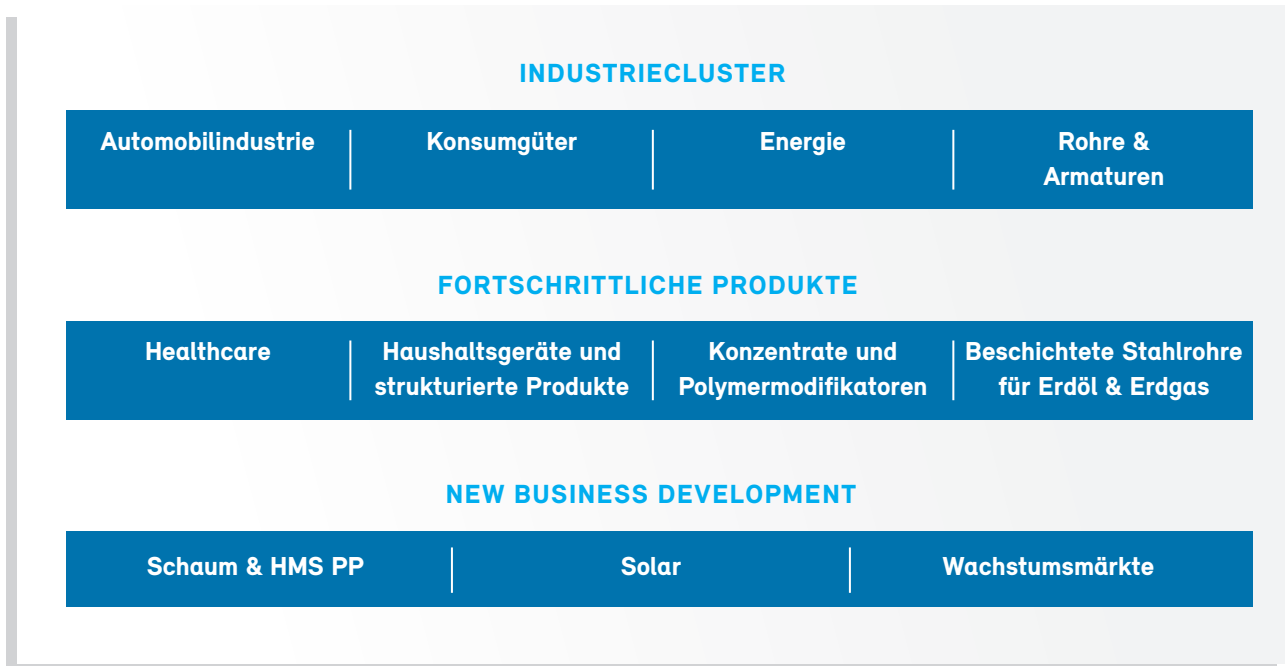 INDUSTRIECLUSTER
Automobilindustrie
Konsumgüter
Energie
Rohre &
Armaturen
FORTSCHRITTLICHE PRODUKTE
Healthcare
Haushaltsgeräte und
strukturierte Produkte
Konzentrate und
Polymermodifikatoren
Beschichtete Stahlrohre
für Erdöl & Erdgas
NEW BUSINESS DEVELOPMENT
Schaum & HMS PP
Solar
Wachstumsmärkte